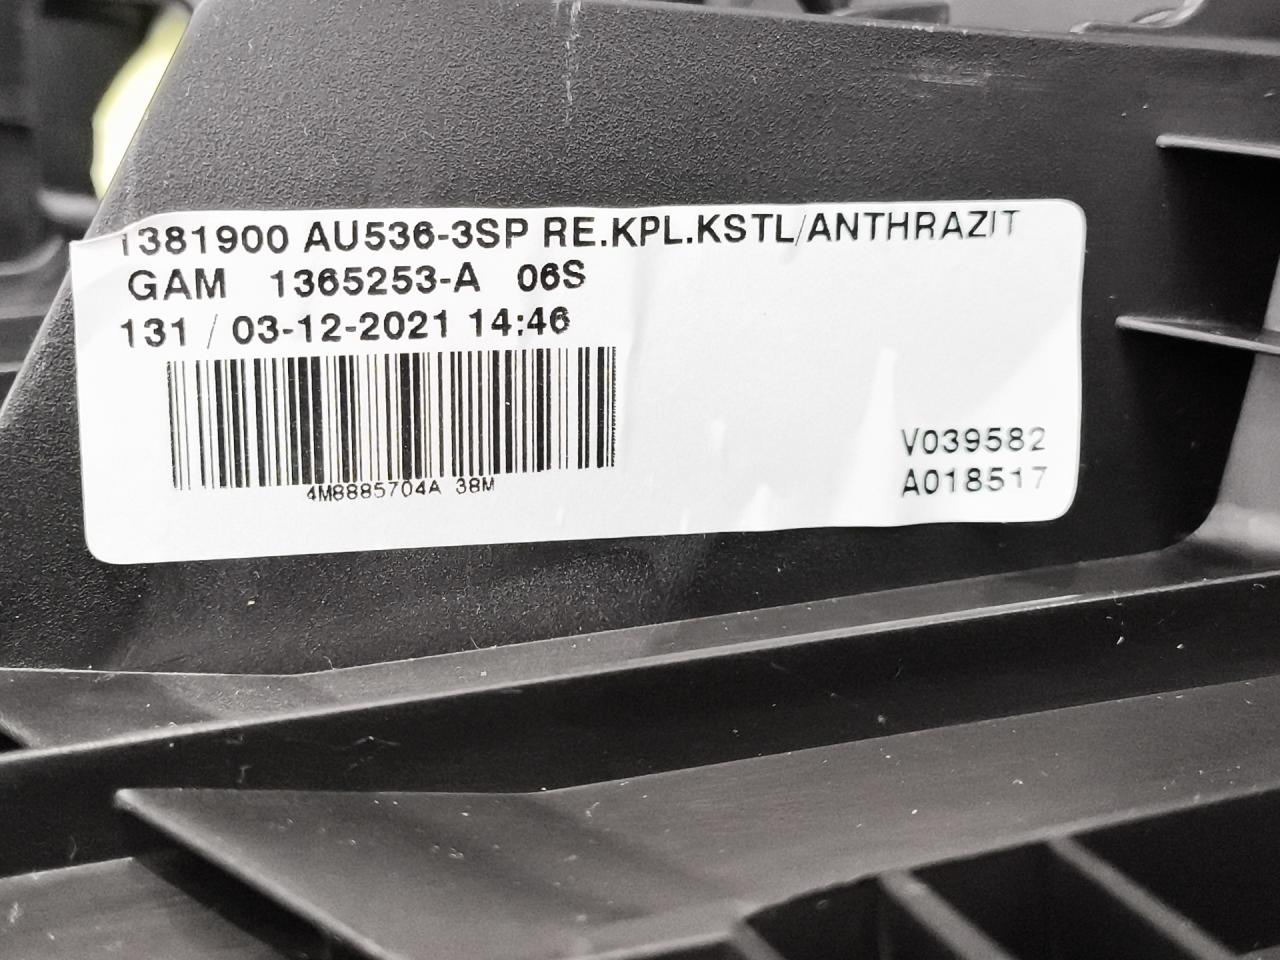 1381900 AU536-3SP RE.KPL.KSTL/ANTHRAZIT
GAM 1365253-A 06S
131 / 03-12-2021 14:46
4M8885704A 38M
V039582
A018517